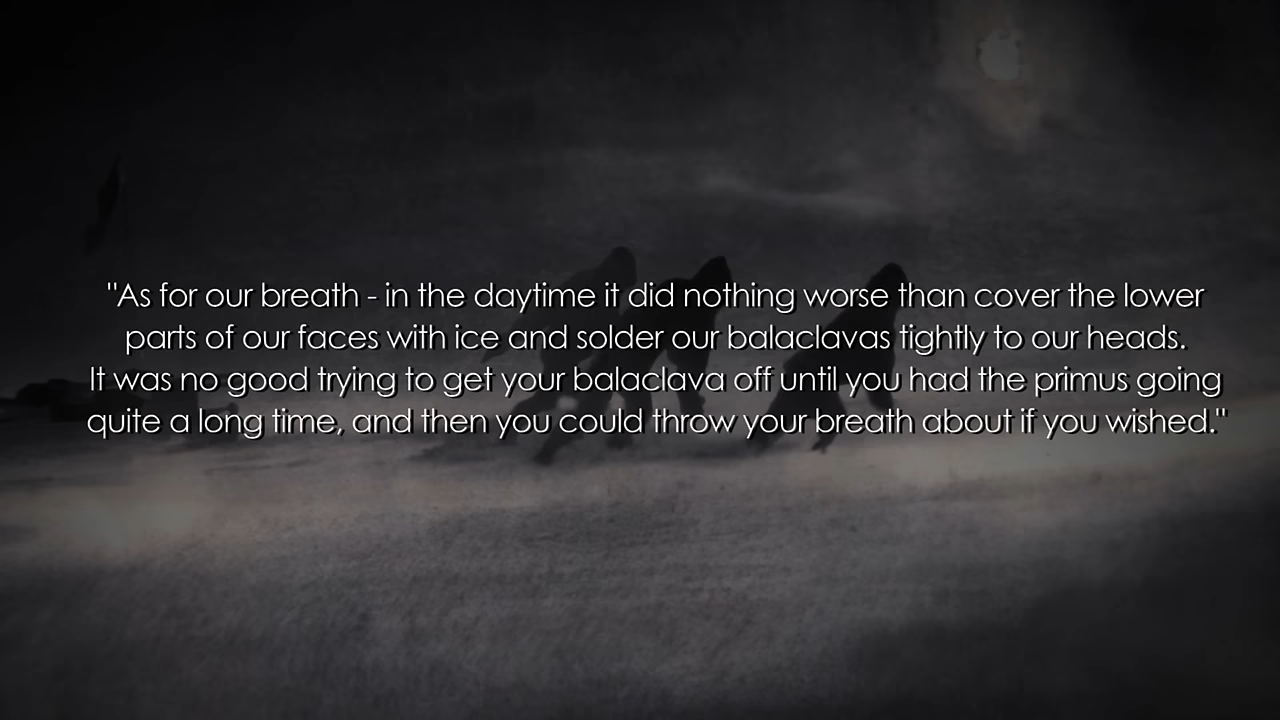 "As for our breath - in the daytime it did nothing worse than cover the lower
parts of our faces with ice and solder our balaclavas tightly to our heads.
It was no good trying to get your balaclava off until you had the primus going
quite a long time, and then you could throw your breath about if you wished."